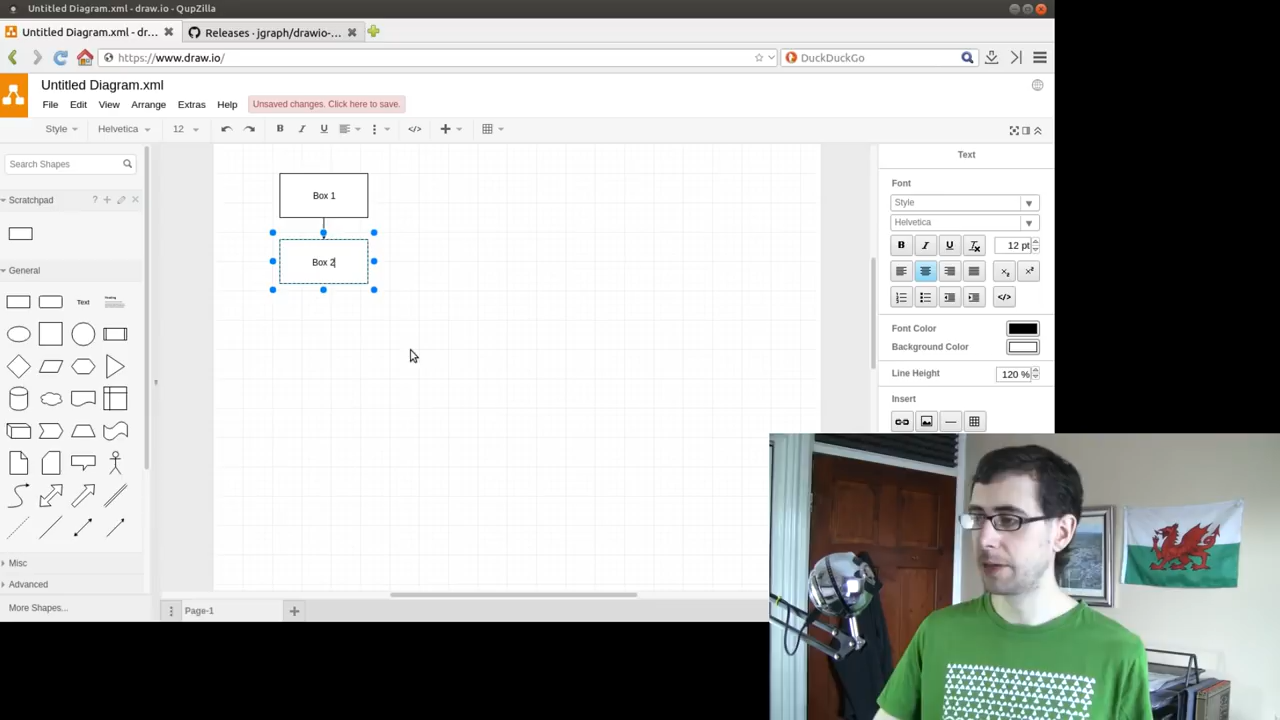 Untitled Diagram.xml - draw.io - QupZilla
Untitled Diagram.xml - dr...
Releases · jgraph/drawio-...
https://www.draw.io/
DuckDuckGo
Untitled Diagram.xml
File Edit View Arrange Extras Help
Unsaved changes. Click here to save.
Style Helvetica 12 B I U </>
Search Shapes
Scratchpad
?
General
Text
Heading
Misc
Advanced
More Shapes...
Box 1
Box 2
Page-1
Text
Font
Style
Helvetica
B I U T 12 pt
</>
Font Color
Background Color
Line Height 120 %
Insert